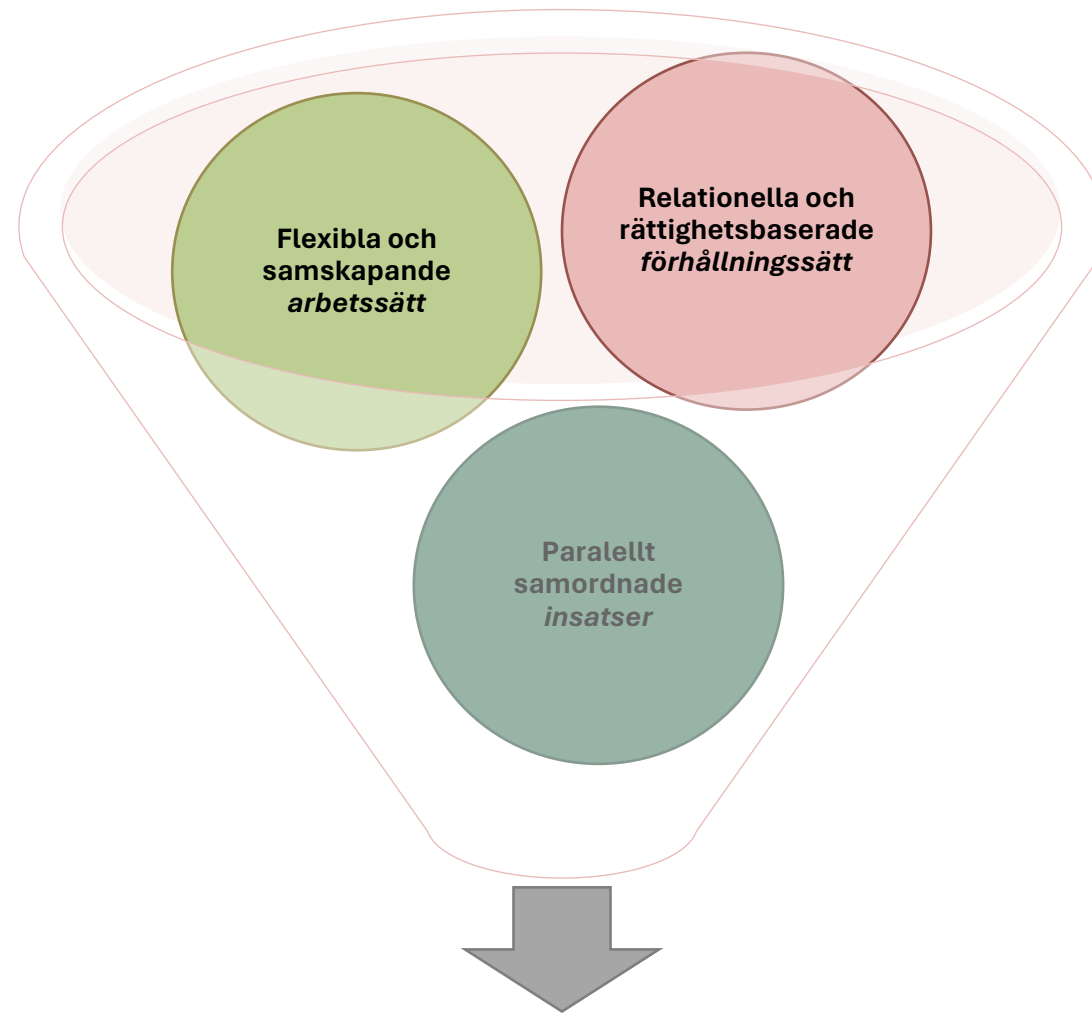 Flexibla och
samskapande
arbetssätt
Relationella och
rättighetsbaserade
förhållningssätt
Paralellt
samordnade
insatser